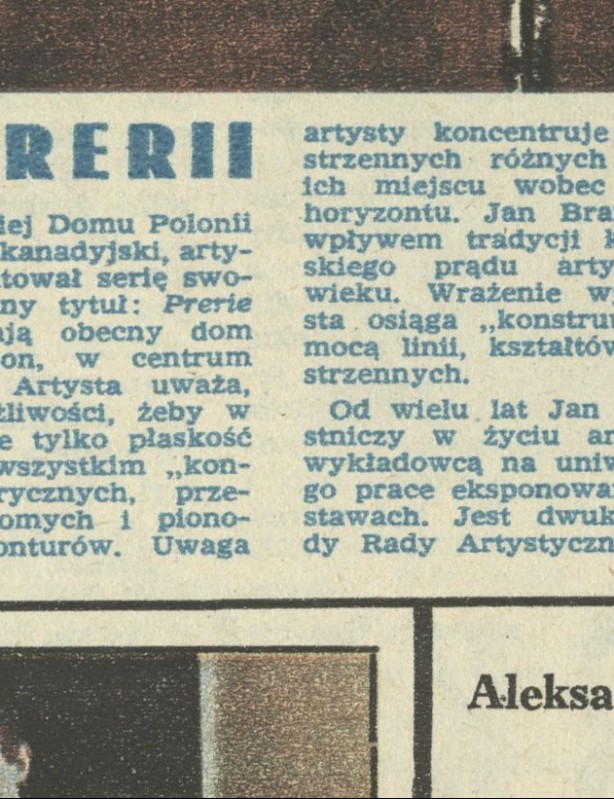 RERII
iej Domu Polonii
kanadyjski, arty-
tował serię swo-
ny tytuł: Prerie
ają obecny dom
on, w centrum
Artysta uważa,
żliwości, żeby w
e tylko płaskość
wszystkim „kon-
rycznych, prze-
omych i piono-
onturów. Uwaga
artysty koncentruje
strzennych różnych
ich miejscu wobec
horyzontu. Jan Bra
wpływem tradycji k
skiego prądu arty
wieku. Wrażenie w
sta osiąga „konstru
mocą linii, kształtów
strzennych.
Od wielu lat Jan
stniczy w życiu ar
wykładowcą na uniw
go prace eksponowa
stawach. Jest dwuk
dy Rady Artystyczn
Aleksa